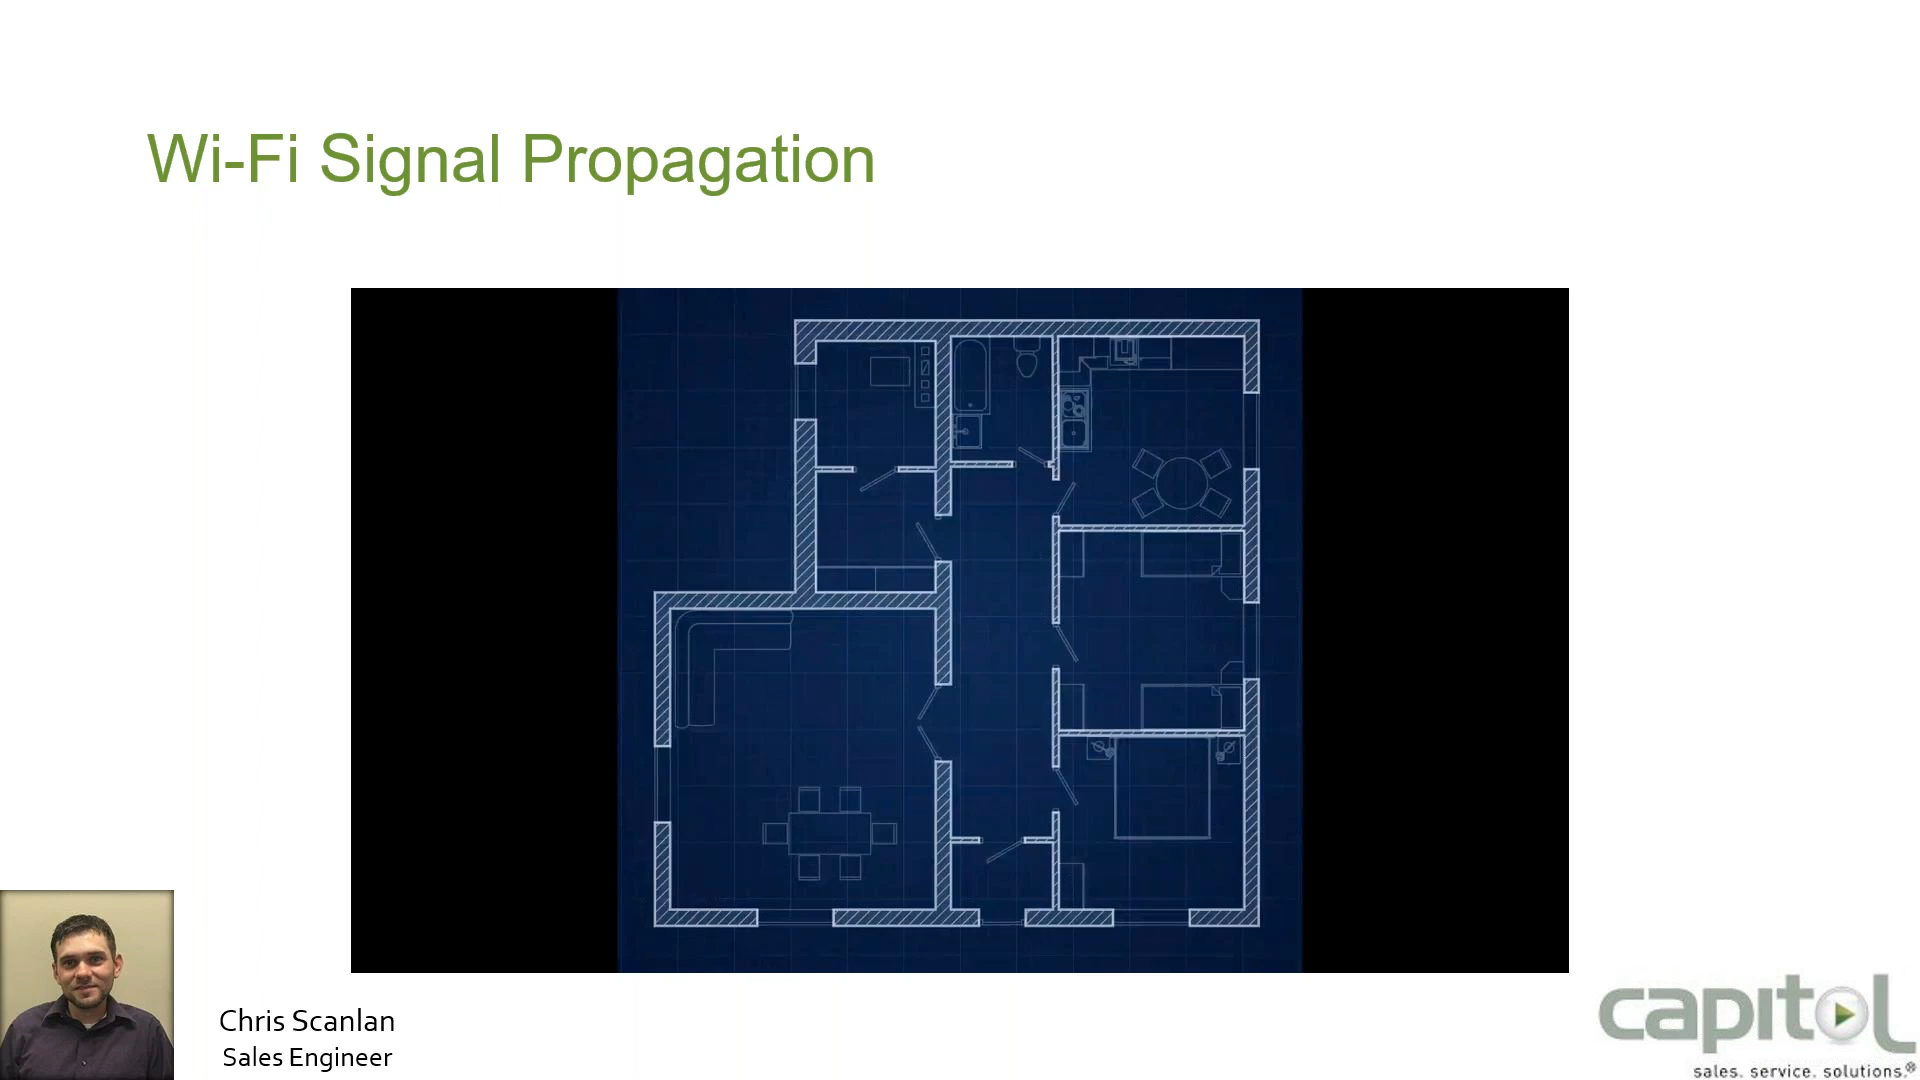 Wi-Fi Signal Propagation
Chris Scanlan
Sales Engineer
capitol
sales. service. solutions.®